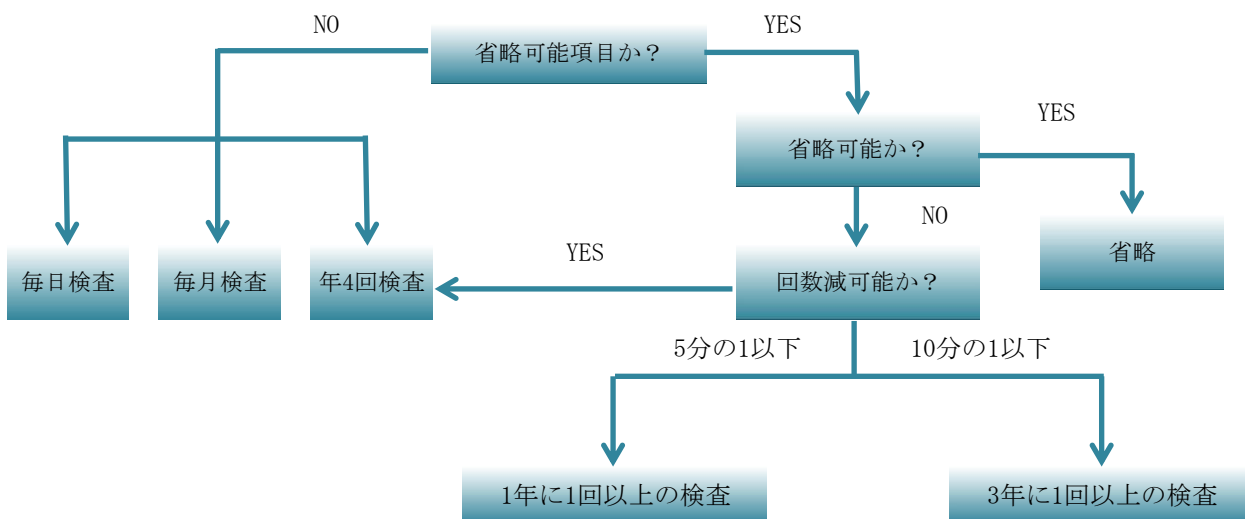 NO
省略可能項目か？
YES
省略可能か？
YES
NO
省略
毎日検査
毎月検査
年4回検査
YES
回数減可能か？
5分の1以下
10分の1以下
1年に1回以上の検査
3年に1回以上の検査